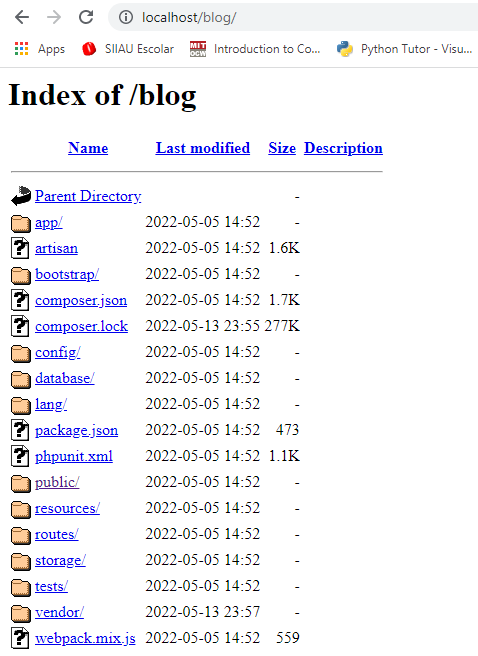 localhost/blog/
Apps SIIAU Escolar MIT OCW Introduction to Co... Python Tutor - Visu...
Index of /blog
Name Last modified Size Description
Parent Directory -
app/ 2022-05-05 14:52 -
artisan 2022-05-05 14:52 1.6K
bootstrap/ 2022-05-05 14:52 -
composer.json 2022-05-05 14:52 1.7K
composer.lock 2022-05-13 23:55 277K
config/ 2022-05-05 14:52 -
database/ 2022-05-05 14:52 -
lang/ 2022-05-05 14:52 -
package.json 2022-05-05 14:52 473
phpunit.xml 2022-05-05 14:52 1.1K
public/ 2022-05-05 14:52 -
resources/ 2022-05-05 14:52 -
routes/ 2022-05-05 14:52 -
storage/ 2022-05-05 14:52 -
tests/ 2022-05-05 14:52 -
vendor/ 2022-05-13 23:57 -
webpack.mix.js 2022-05-05 14:52 559